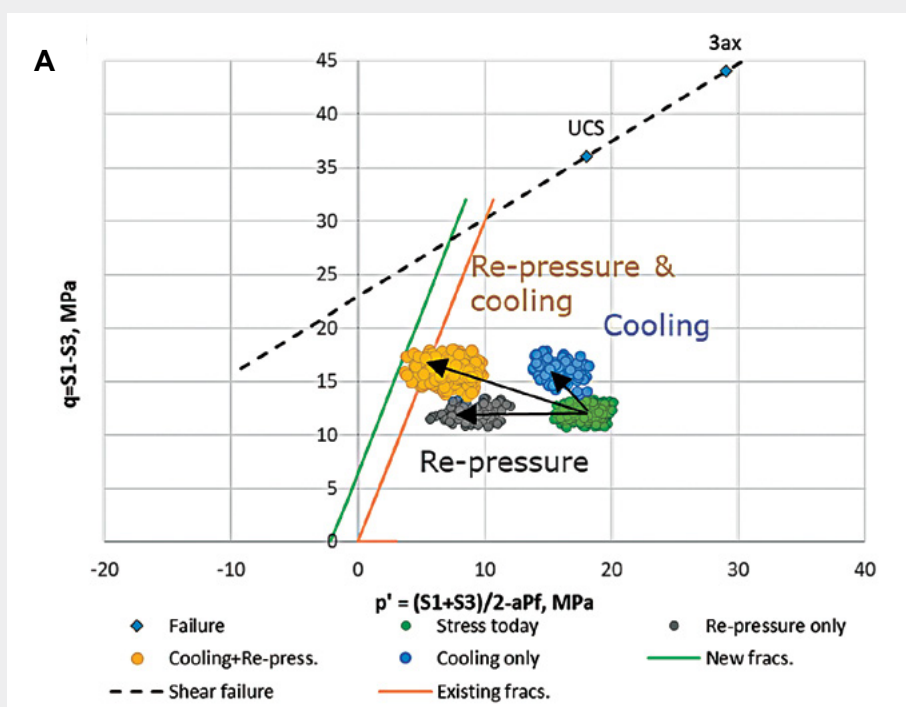 A
3ax
45
40
UCS
35
30
25
Re-pressure &
cooling
Cooling
20
15
10
Re-pressure
5
0
q=S1-S3, MPa
-20 -10 0 10 20 30 40
p' = (S1+S3)/2-aPf, MPa
Failure Stress today Re-pressure only
Cooling+Re-press. Cooling only New fracs.
Shear failure Existing fracs.